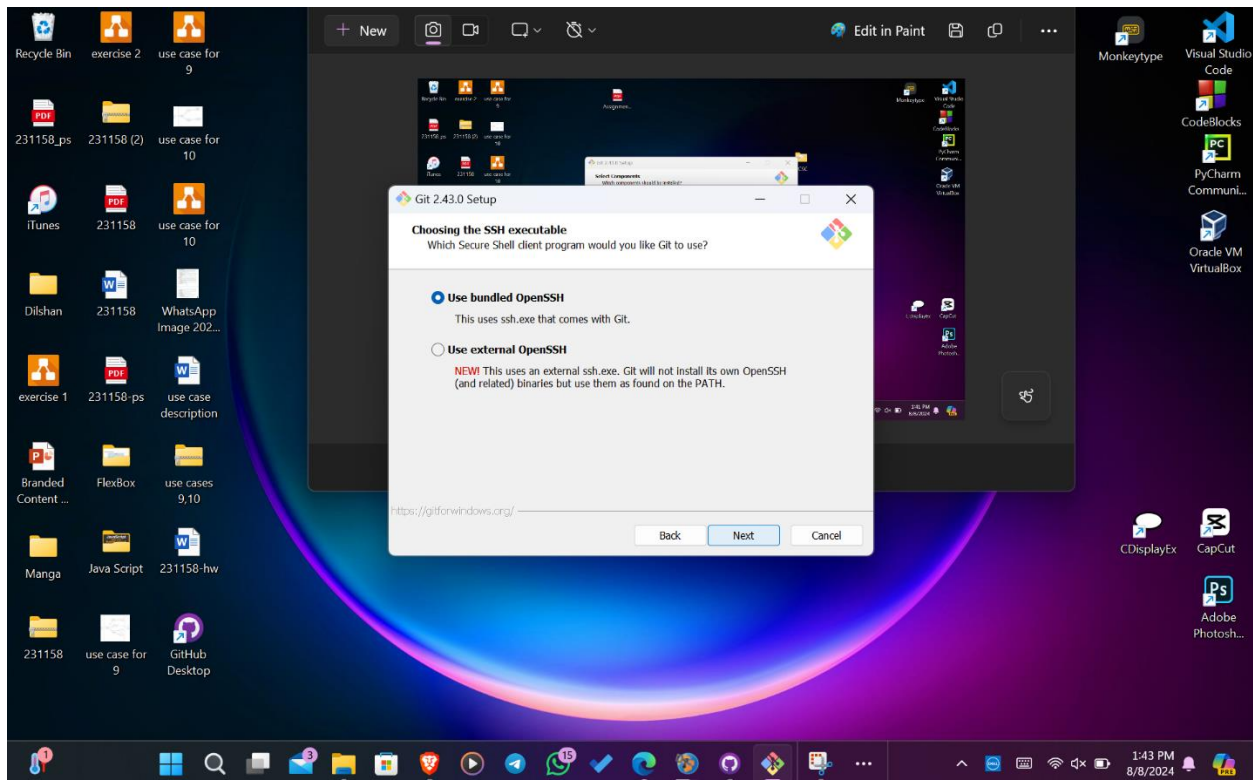 Recycle Bin
exercise 2
use case for
9
231158_ps
231158 (2)
use case for
10
iTunes
231158
use case for
10
Dilshan
231158
WhatsApp
Image 202...
exercise 1
231158-ps
use case
description
Branded
Content ...
FlexBox
use cases
9,10
Manga
Java Script
231158-hw
231158
use case for
9
GitHub
Desktop
New
Edit in Paint
Git 2.43.0 Setup
Choosing the SSH executable
Which Secure Shell client program would you like Git to use?
Use bundled OpenSSH
This uses ssh.exe that comes with Git.
Use external OpenSSH
NEW! This uses an external ssh.exe. Git will not install its own OpenSSH
(and related) binaries but use them as found on the PATH.
https://gitforwindows.org/
Back
Next
Cancel
Monkeytype
Visual Studio
Code
CodeBlocks
PyCharm
Communi...
Oracle VM
VirtualBox
CDisplayEx
CapCut
Adobe
Photosh...
1
3
15
1:43 PM
8/8/2024